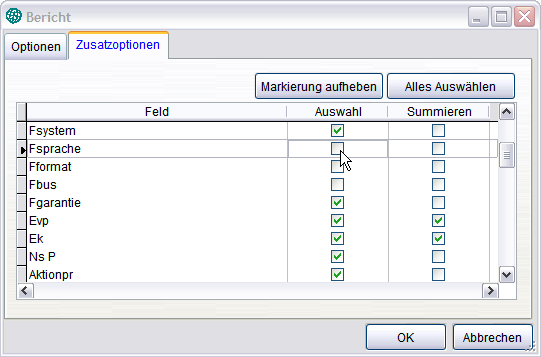 Bericht
Optionen Zusatzoptionen
Markierung aufheben Alles Auswählen
Feld Auswahl Summieren
Fsystem
Fsprache
Fformat
Fbus
Fgarantie
Evp
Ek
Ns P
Aktionpr
OK Abbrechen